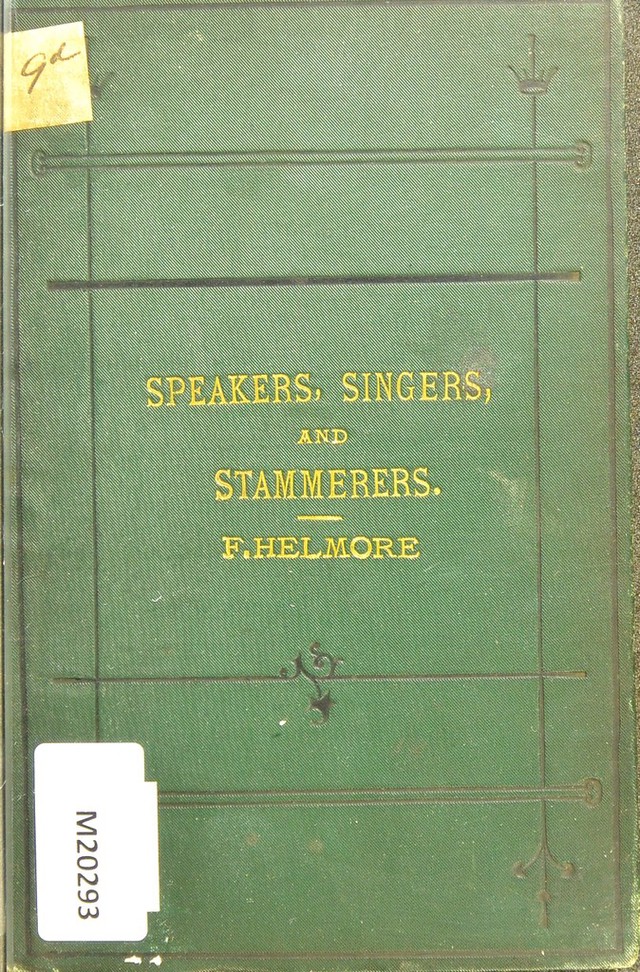 9d
SPEAKERS, SINGERS,
AND
STAMMERERS.
F. HELMORE
M20293